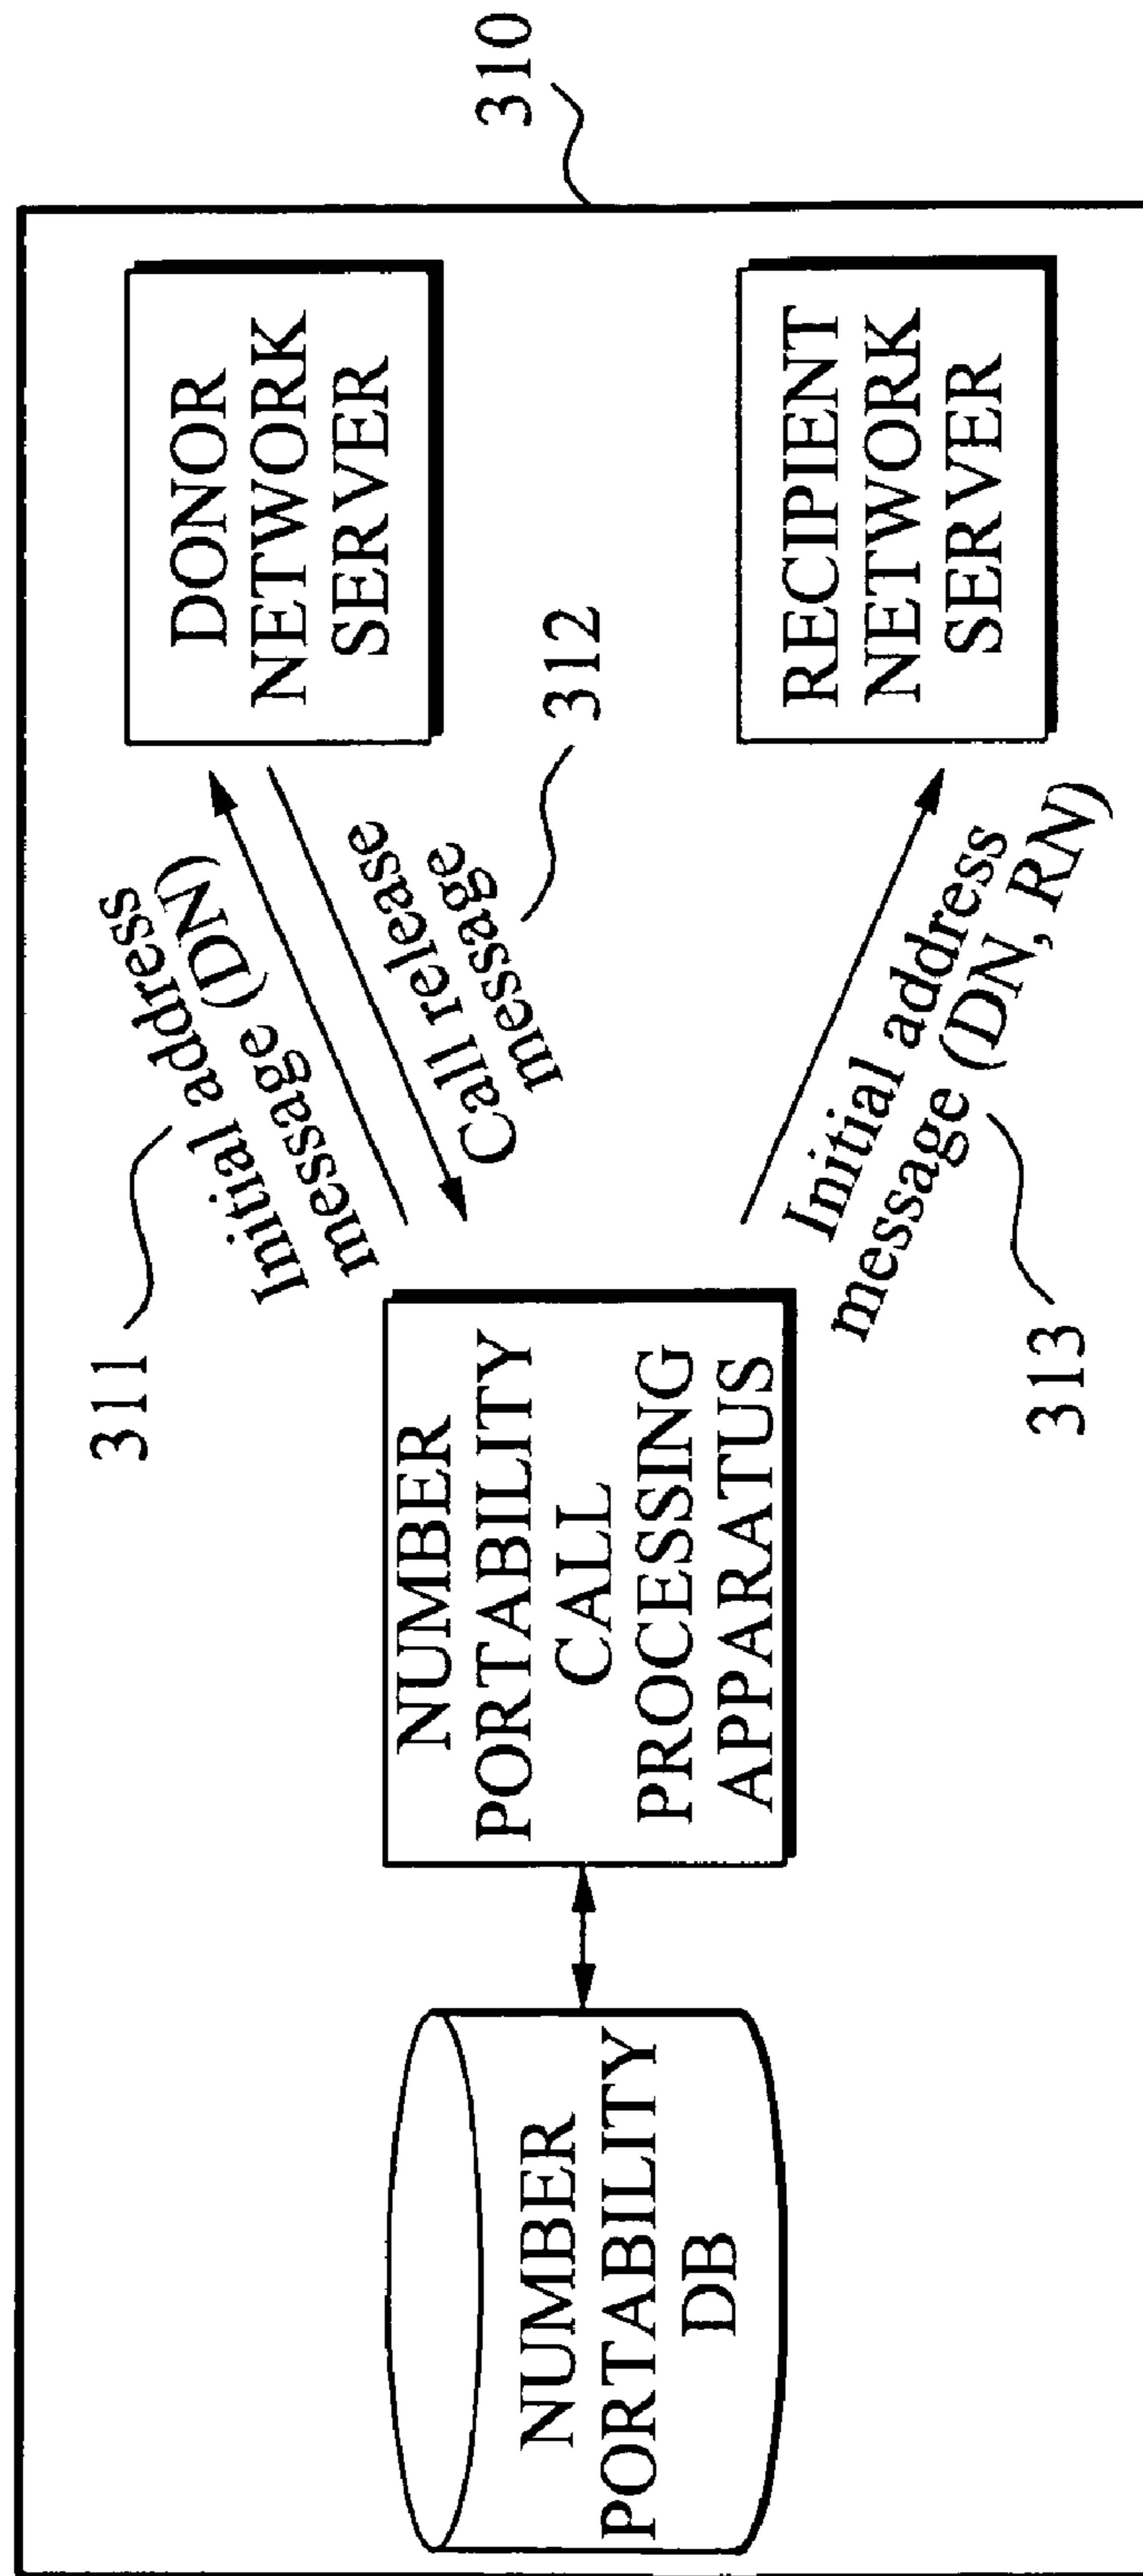 310
NUMBER
PORTABILITY
DB
NUMBER
PORTABILITY
CALL
PROCESSING
APPARATUS
311
Initial address
message (DN)
Call release
message
312
DONOR
NETWORK
SERVER
Initial address
message (DN, RN)
313
RECIPIENT
NETWORK
SERVER